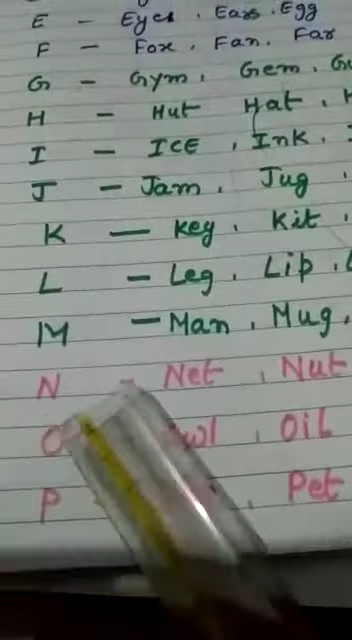 E - Eyes. Ears. Egg
F - Fox, Fan. Far
G - Gym, Gem.
H - Hut Hat,
I - ICE, Ink.
J - Jam, Jug,
K - Key, Kit,
L - Leg, Lip.
M - Man, Mug,
N - Net, Nut
O Oil
P Pet